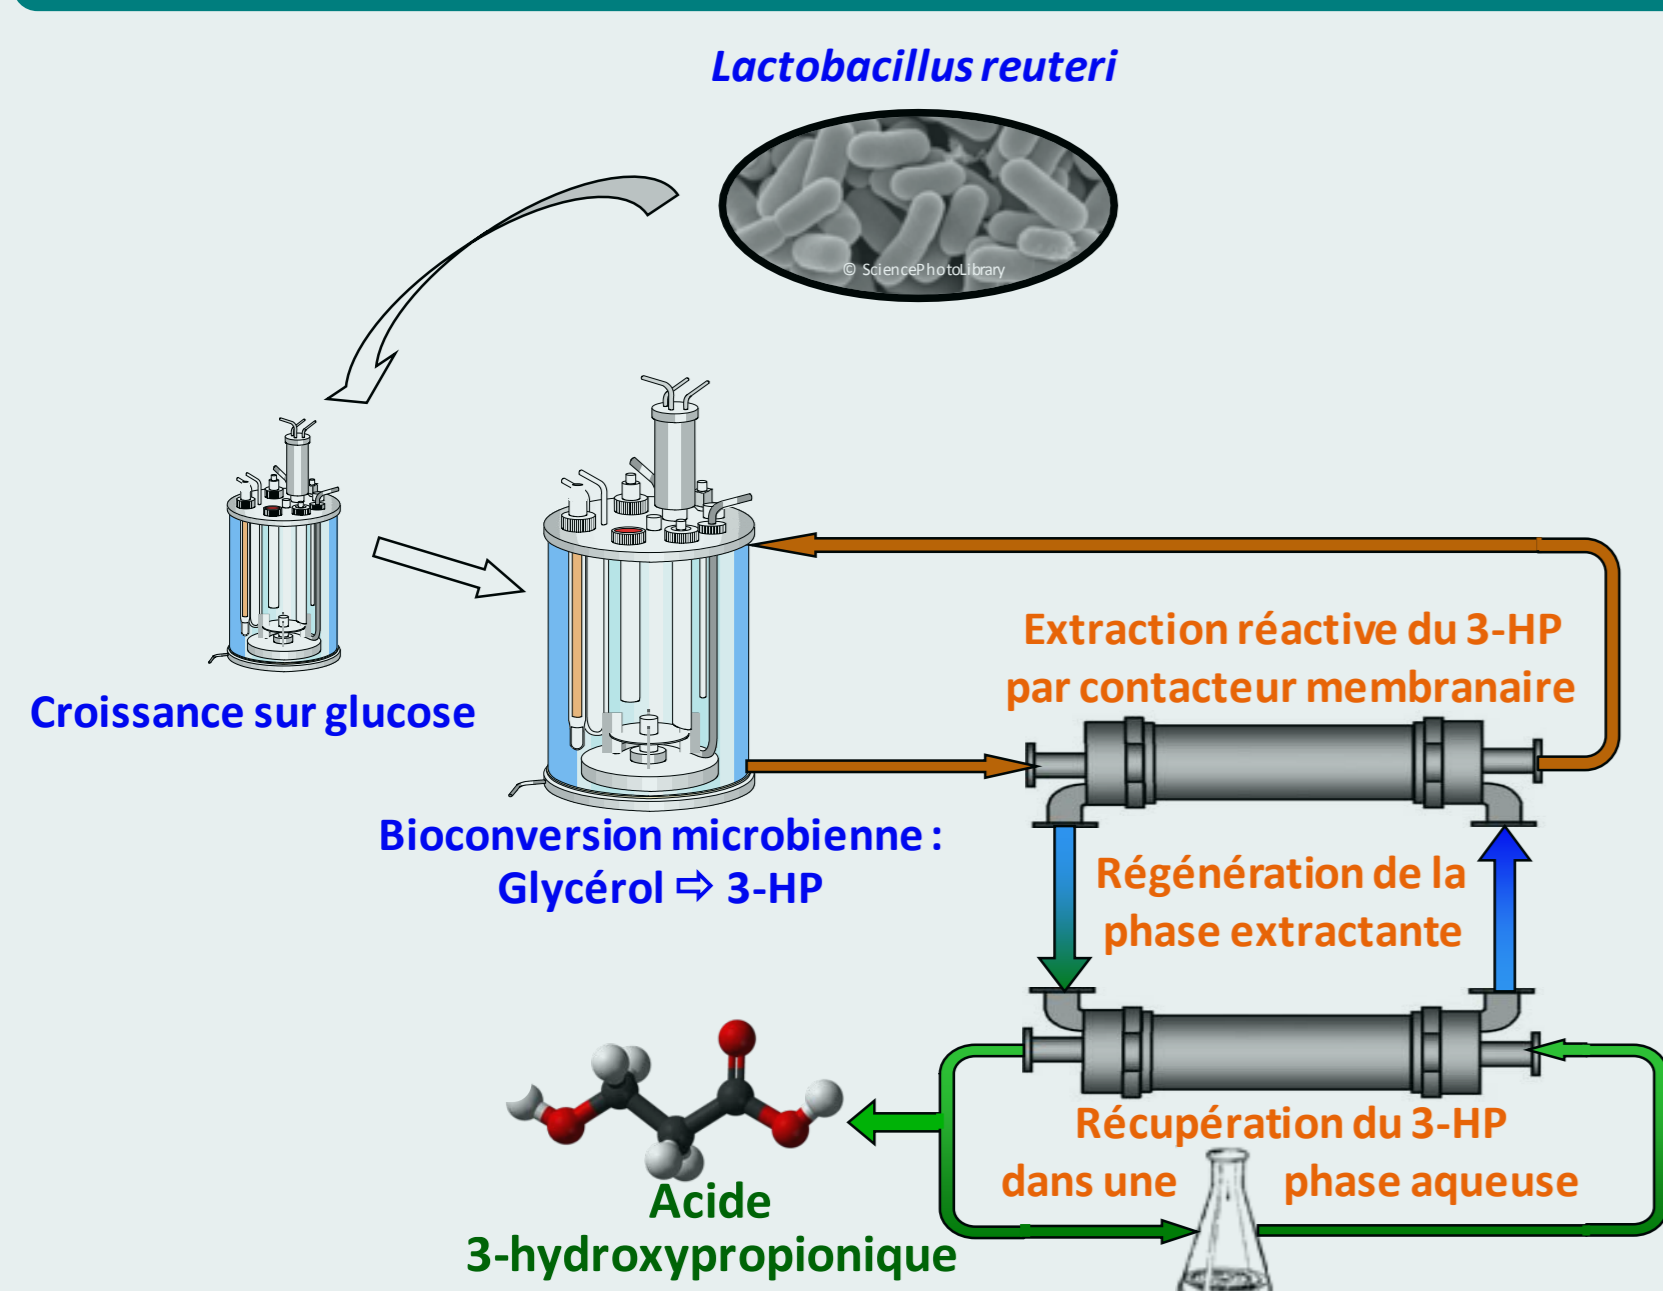 Lactobacillus reuteri
© SciencePhotoLibrary
Croissance sur glucose
Bioconversion microbienne :
Glycérol ⇨ 3-HP
Extraction réactive du 3-HP
par contacteur membranaire
Régénération de la
phase extractante
Récupération du 3-HP
dans une phase aqueuse
Acide
3-hydroxypropionique